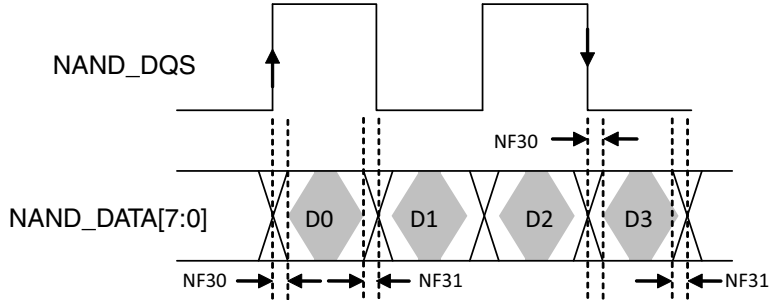 NAND_DQS
NF30
NAND_DATA[7:0]
D0 D1 D2 D3
NF30 NF31 NF31